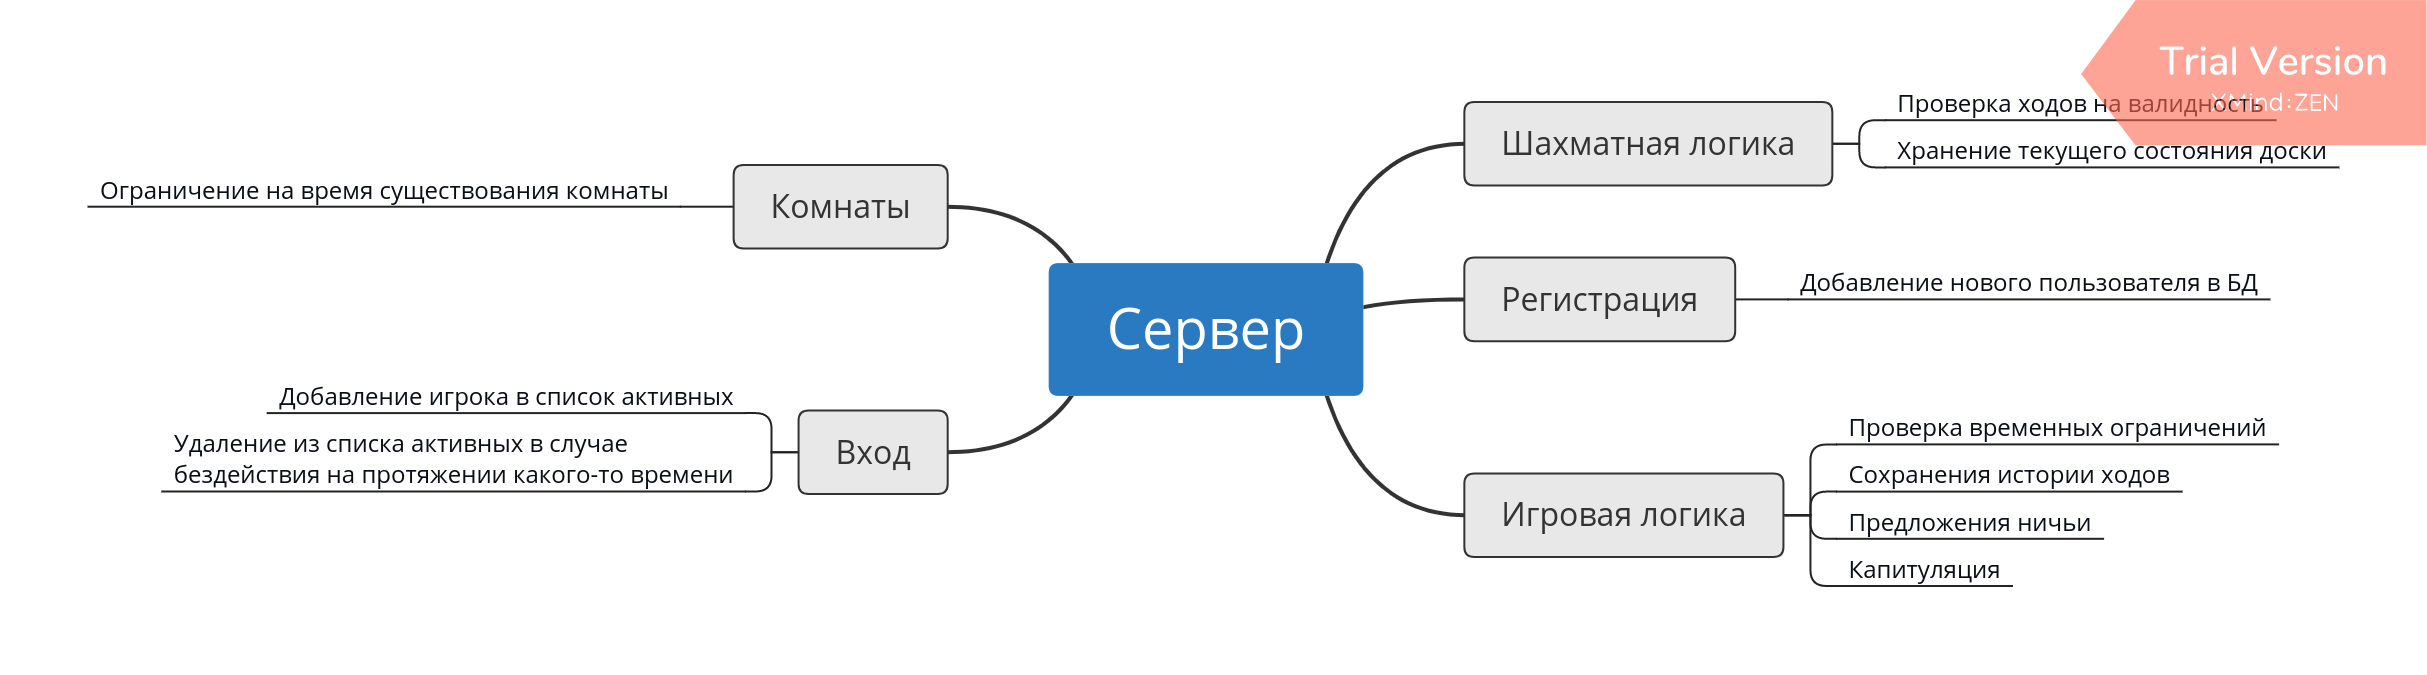 Trial Version
XMind:ZEN
Сервер
Шахматная логика
Проверка ходов на валидность
Хранение текущего состояния доски
Регистрация
Добавление нового пользователя в БД
Игровая логика
Проверка временных ограничений
Сохранения истории ходов
Предложения ничьи
Капитуляция
Комнаты
Ограничение на время существования комнаты
Вход
Добавление игрока в список активных
Удаление из списка активных в случае
бездействия на протяжении какого-то времени